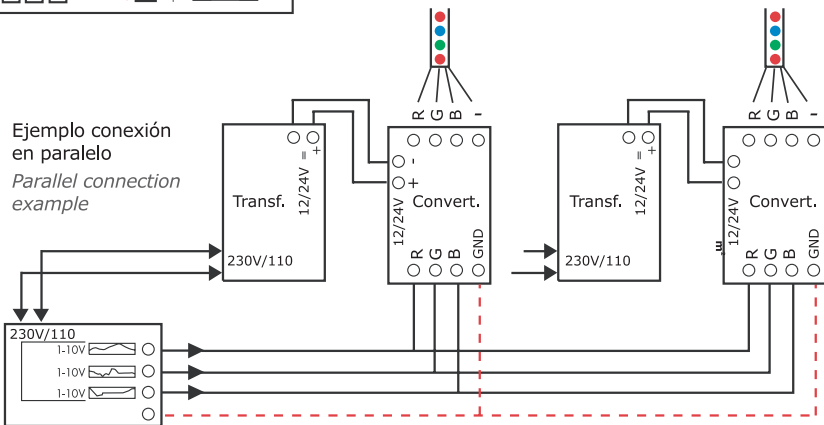 R G B -
R G B -
Ejemplo conexión
en paralelo
Parallel connection
example
Transf.
12/24V = +
230V/110
-
+
12/24V
Convert.
R G B GND
Transf.
12/24V = +
230V/110
12/24V
Convert.
R G B GND
230V/110
1-10V
1-10V
1-10V